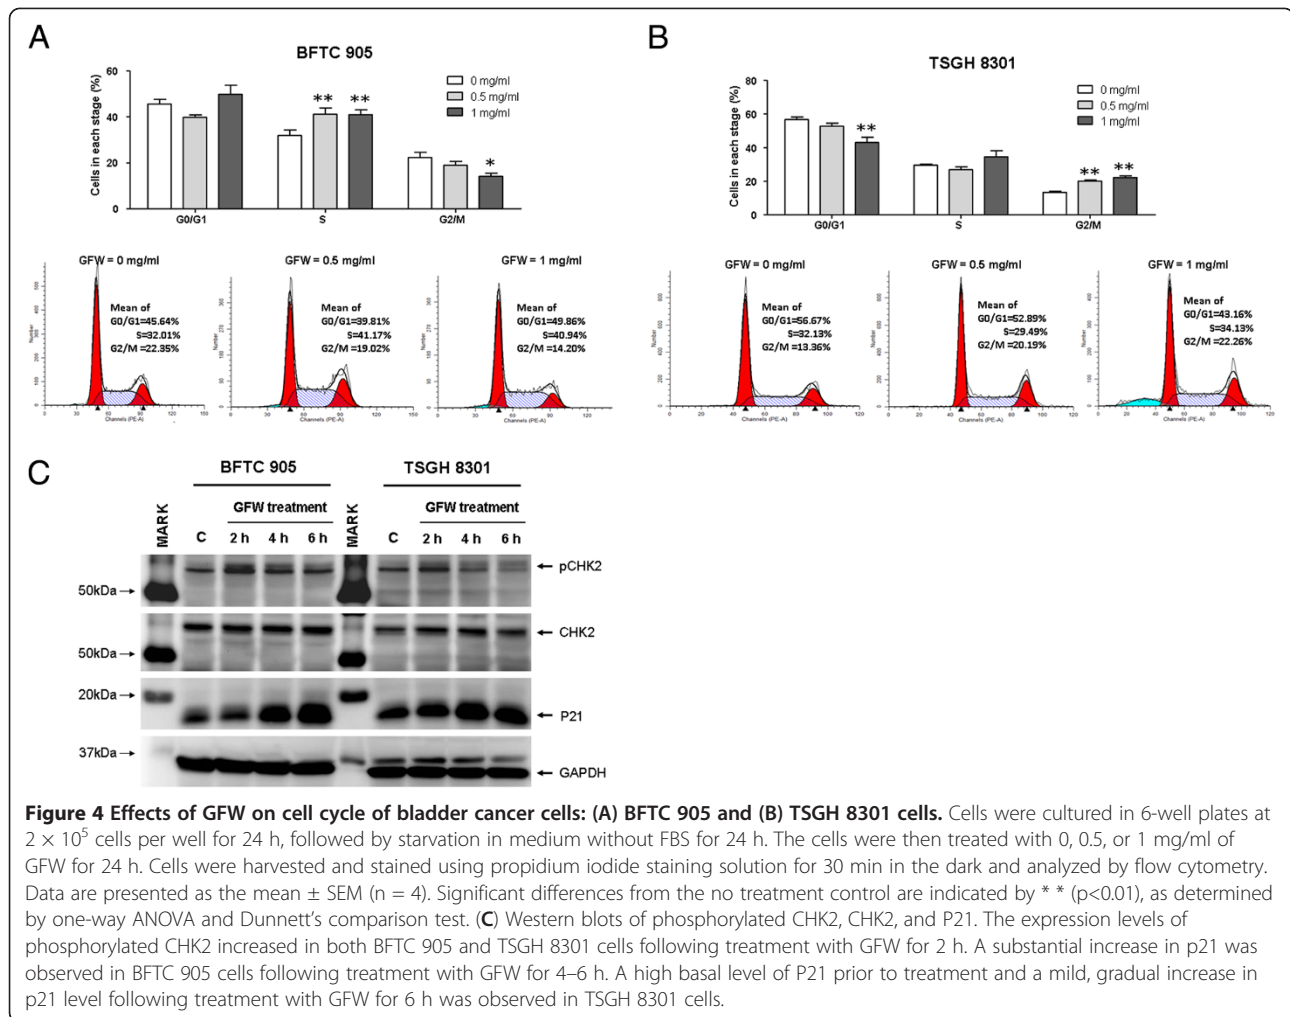 A
BFTC 905
Cells in each stage (%)
60
40
20
0
0 mg/ml
0.5 mg/ml
1 mg/ml
** **
*
G0/G1 S G2/M
GFW = 0 mg/ml GFW = 0.5 mg/ml GFW = 1 mg/ml
Mean of
G0/G1=45.64%
S=32.01%
G2/M =22.35%
Mean of
G0/G1=39.81%
S=41.17%
G2/M =19.02%
Mean of
G0/G1=49.86%
S=40.94%
G2/M =14.20%
Number
Channels (PE-A)
Number
Channels (PE-A)
Number
Channels (PE-A)
B
TSGH 8301
Cells in each stage (%)
80
60
40
20
0
0 mg/ml
0.5 mg/ml
1 mg/ml
**
** **
G0/G1 S G2/M
GFW = 0 mg/ml GFW = 0.5 mg/ml GFW = 1 mg/ml
Mean of
G0/G1=56.67%
S=32.13%
G2/M =13.36%
Mean of
G0/G1=52.89%
S=29.49%
G2/M =20.19%
Mean of
G0/G1=43.16%
S=34.13%
G2/M =22.26%
Number
Channels (PE-A)
Number
Channels (PE-A)
Number
Channels (PE-A)
C
BFTC 905 TSGH 8301
MARK GFW treatment MARK GFW treatment
C 2 h 4 h 6 h C 2 h 4 h 6 h
pCHK2
50kDa
CHK2
50kDa
20kDa
P21
37kDa
GAPDH
Figure 4 Effects of GFW on cell cycle of bladder cancer cells: (A) BFTC 905 and (B) TSGH 8301 cells. Cells were cultured in 6-well plates at
2 × 10⁵ cells per well for 24 h, followed by starvation in medium without FBS for 24 h. The cells were then treated with 0, 0.5, or 1 mg/ml of
GFW for 24 h. Cells were harvested and stained using propidium iodide staining solution for 30 min in the dark and analyzed by flow cytometry.
Data are presented as the mean ± SEM (n = 4). Significant differences from the no treatment control are indicated by * * (p<0.01), as determined
by one-way ANOVA and Dunnett's comparison test. (C) Western blots of phosphorylated CHK2, CHK2, and P21. The expression levels of
phosphorylated CHK2 increased in both BFTC 905 and TSGH 8301 cells following treatment with GFW for 2 h. A substantial increase in p21 was
observed in BFTC 905 cells following treatment with GFW for 4–6 h. A high basal level of P21 prior to treatment and a mild, gradual increase in
p21 level following treatment with GFW for 6 h was observed in TSGH 8301 cells.